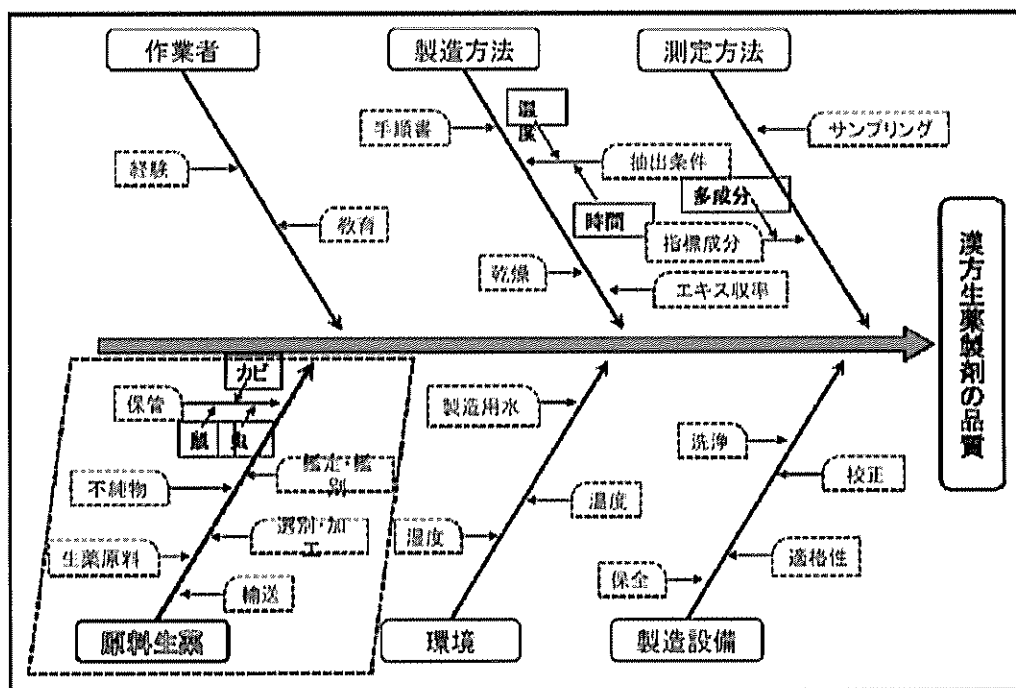 作業者
製造方法
測定方法
温
度
手順書
サンプリング
抽出条件
経験
多成分
教育
時間
指標成分
乾燥
エキス収率
漢方生薬製剤の品質
カビ
保管
製造用水
鼠
虫
洗浄
鑑定・鑑
別
不純物
校正
温度
選別・加
工
生薬原料
湿度
適格性
保全
輸送
原料生薬
環境
製造設備